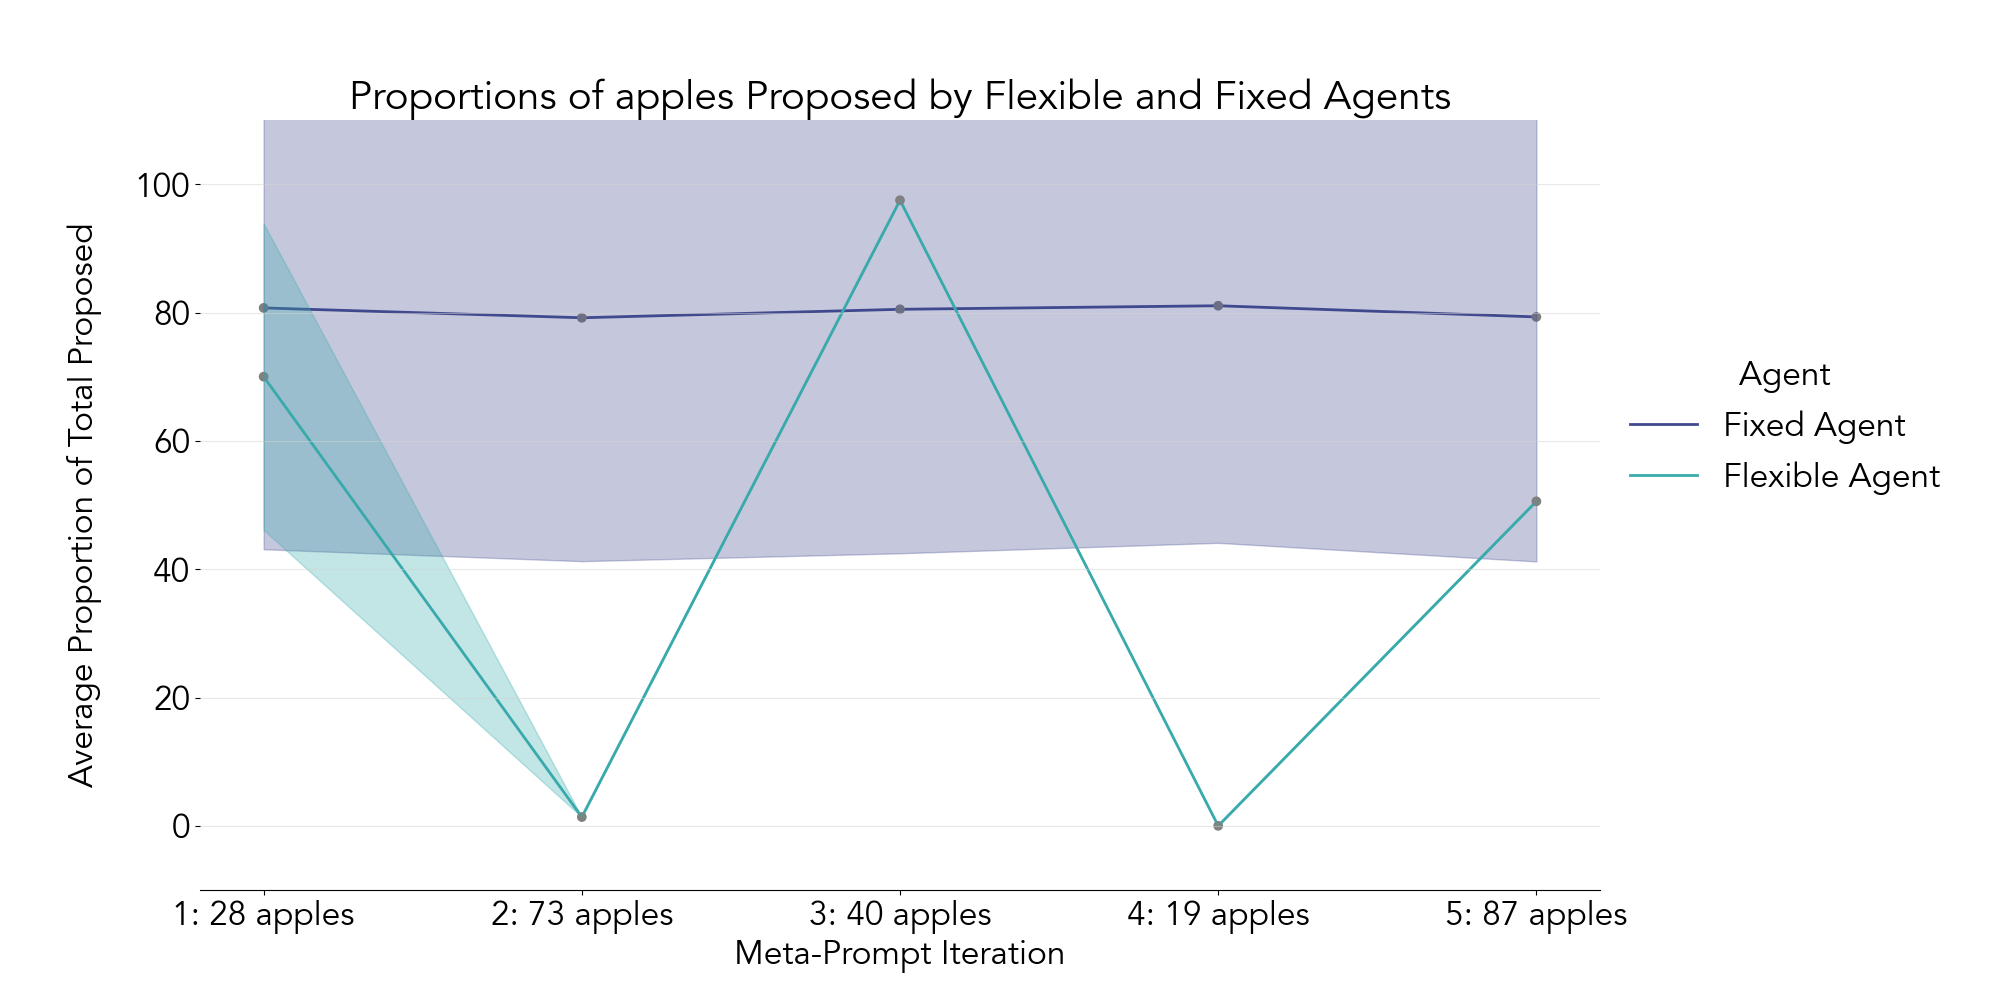 Proportions of apples Proposed by Flexible and Fixed Agents
Average Proportion of Total Proposed
100
80
60
40
20
0
1: 28 apples
2: 73 apples
3: 40 apples
4: 19 apples
5: 87 apples
Meta-Prompt Iteration
Agent
Fixed Agent
Flexible Agent